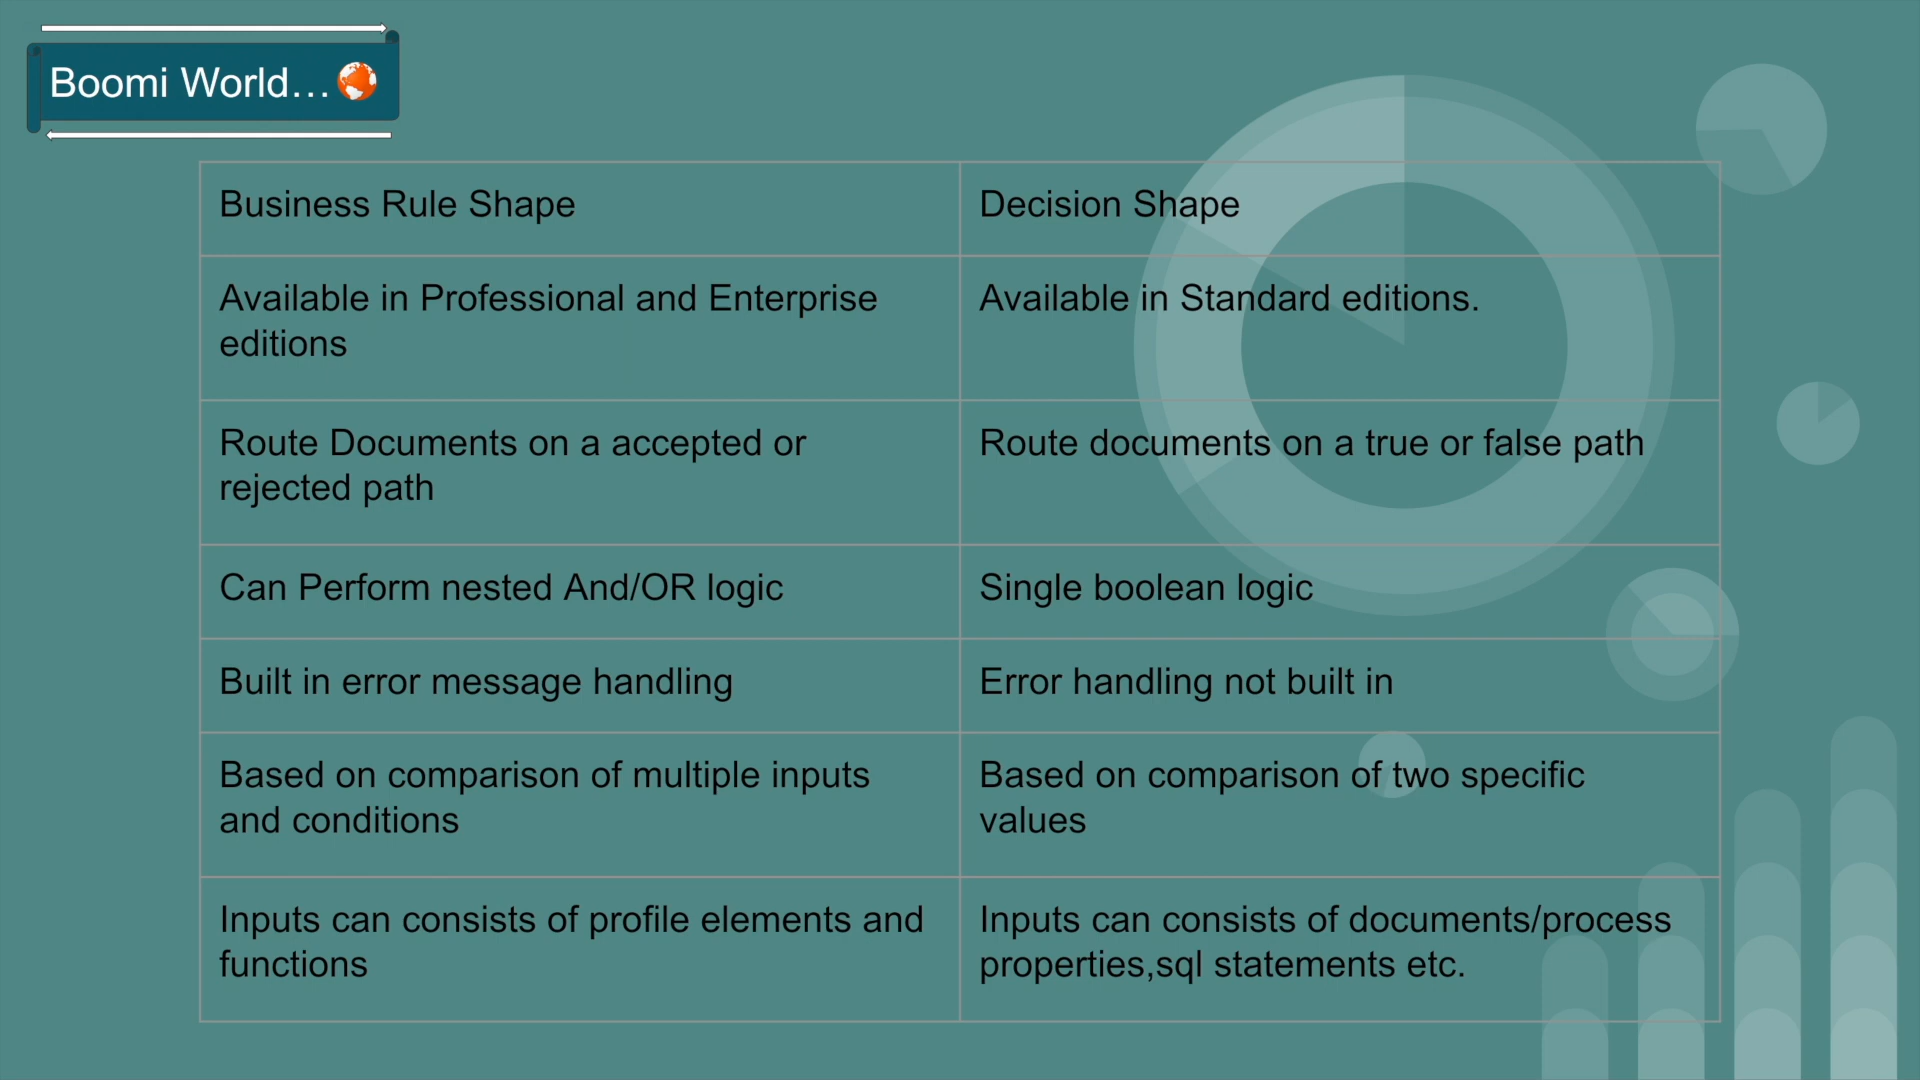 Boomi World...
Business Rule Shape
Decision Shape
Available in Professional and Enterprise
editions
Available in Standard editions.
Route Documents on a accepted or
rejected path
Route documents on a true or false path
Can Perform nested And/OR logic
Single boolean logic
Built in error message handling
Error handling not built in
Based on comparison of multiple inputs
and conditions
Based on comparison of two specific
values
Inputs can consists of profile elements and
functions
Inputs can consists of documents/process
properties,sql statements etc.